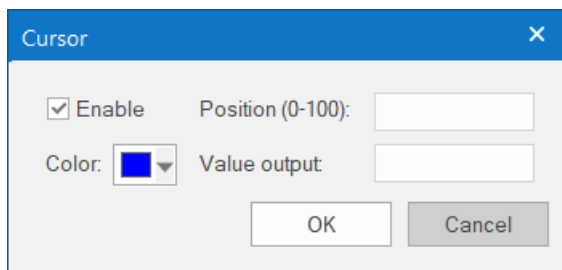 Cursor
Enable Position (0-100):
Color: Value output:
OK Cancel